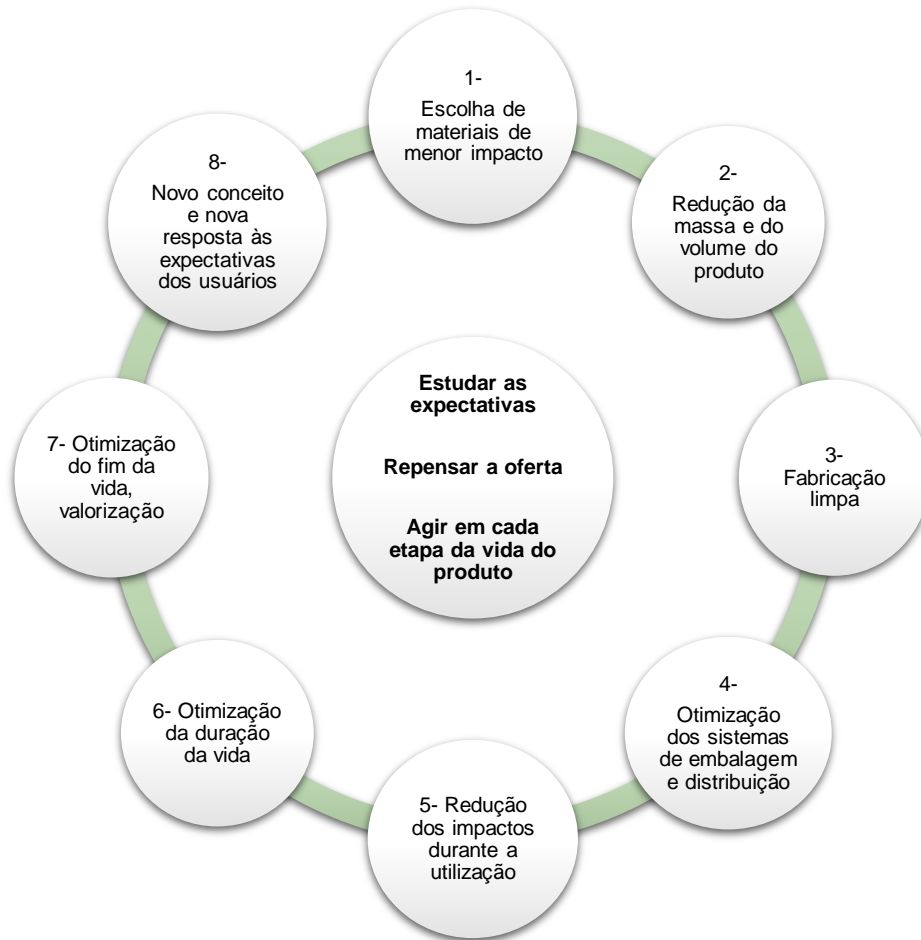 1-
Escolha de
materiais de
menor impacto
2-
Redução da
massa e do
volume do
produto
3-
Fabricação
limpa
4-
Otimização
dos sistemas
de embalagem
e distribuição
5- Redução
dos impactos
durante a
utilização
6- Otimização
da duração
da vida
7- Otimização
do fim da
vida,
valorização
8-
Novo conceito
e nova
resposta às
expectativas
dos usuários
Estudar as
expectativas
Repensar a oferta
Agir em cada
etapa da vida do
produto